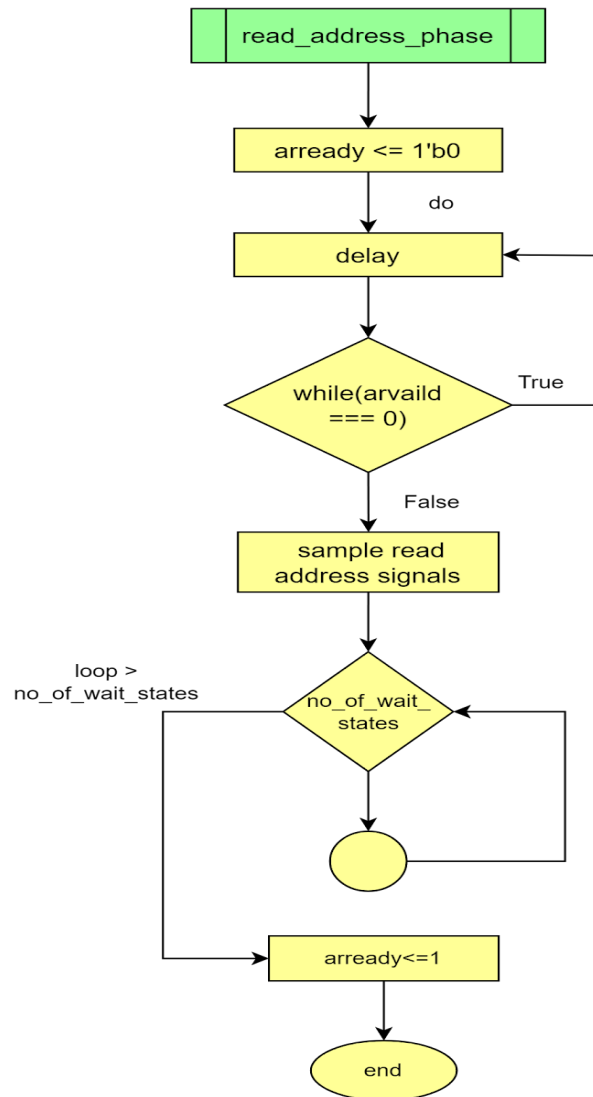 read_address_phase
arready <= 1'b0
do
delay
while(arvaild
=== 0)
True
False
sample read
address signals
loop >
no_of_wait_states
no_of_wait_
states
arready<=1
end